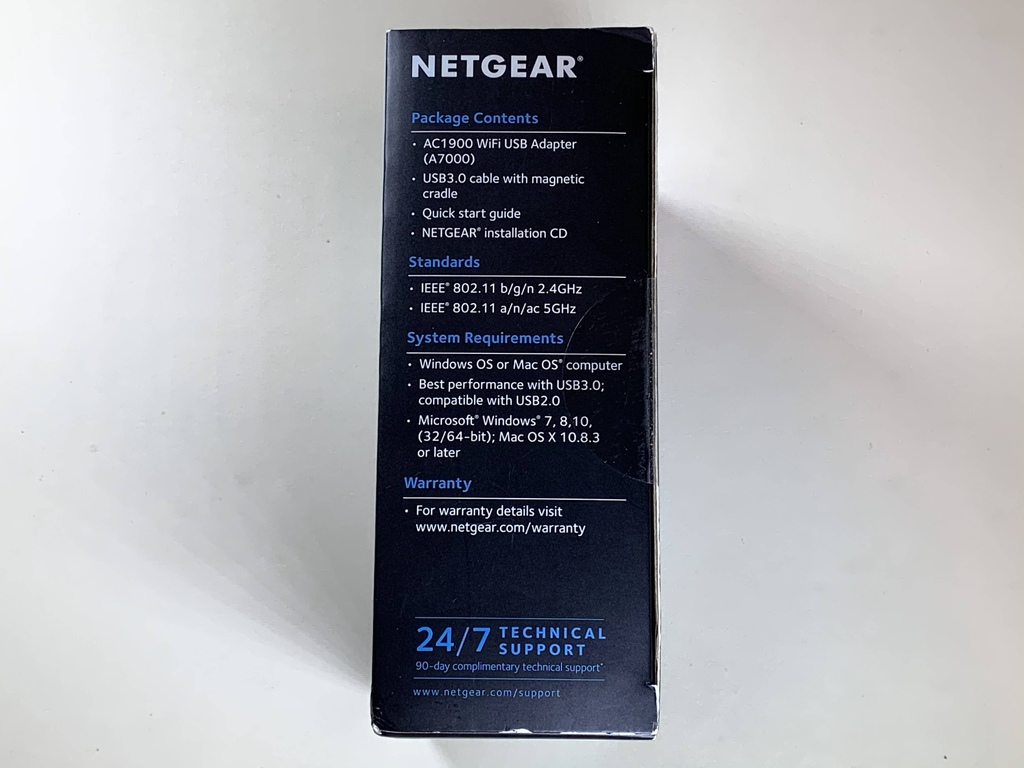 NETGEAR®
Package Contents
• AC1900 WiFi USB Adapter
(A7000)
• USB3.0 cable with magnetic
cradle
• Quick start guide
• NETGEAR® installation CD
Standards
• IEEE® 802.11 b/g/n 2.4GHz
• IEEE® 802.11 a/n/ac 5GHz
System Requirements
• Windows OS or Mac OS® computer
• Best performance with USB3.0;
compatible with USB2.0
• Microsoft® Windows® 7, 8,10,
(32/64-bit); Mac OS X 10.8.3
or later
Warranty
• For warranty details visit
www.netgear.com/warranty
24/7 TECHNICAL
SUPPORT
90-day complimentary technical support*
www.netgear.com/support